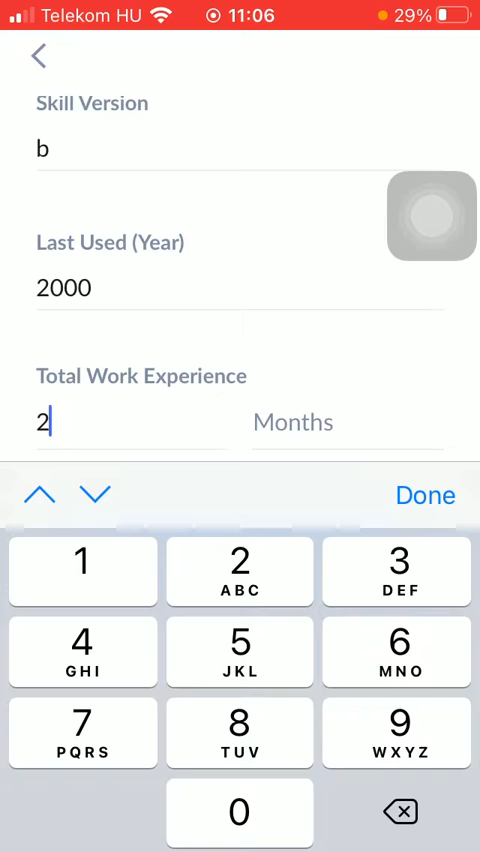 Telekom HU 11:06 29%
Skill Version
b
Last Used (Year)
2000
Total Work Experience
2 Months
Done
1 2 3
ABC DEF
4 5 6
GHI JKL MNO
7 8 9
PQRS TUV WXYZ
0